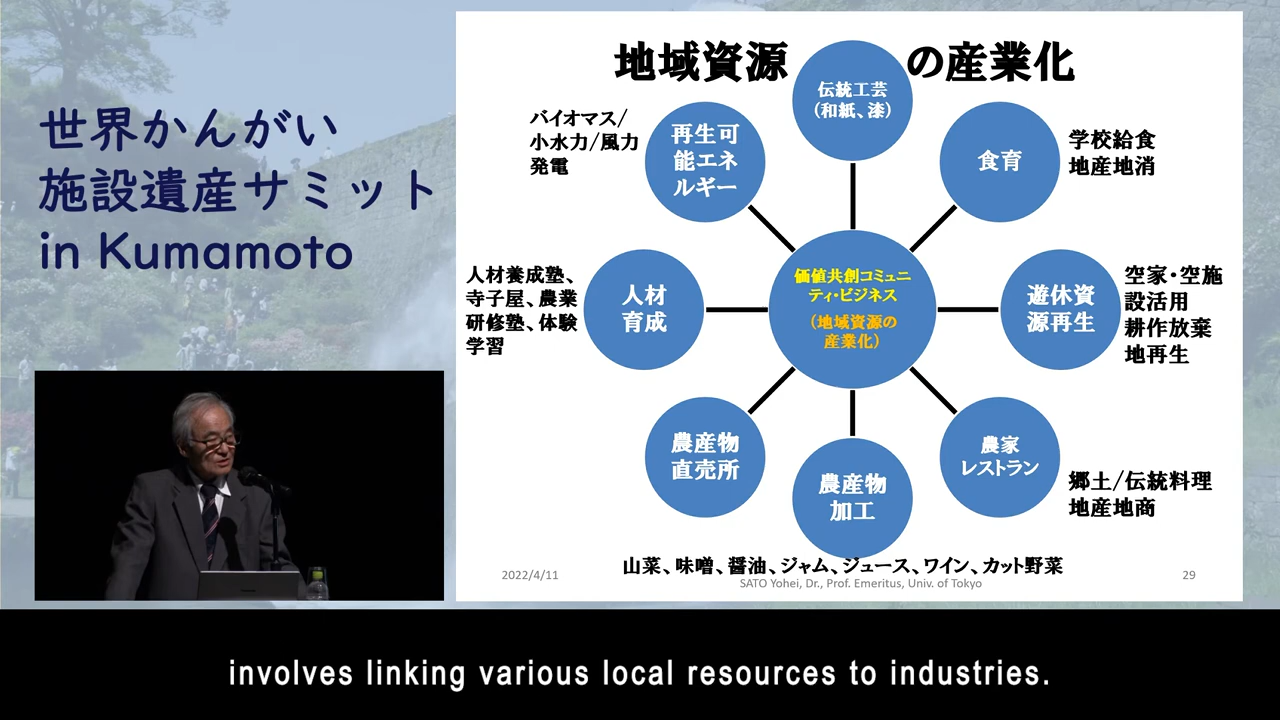 世界かんがい
施設遺産サミット
in Kumamoto
地域資源 の産業化
伝統工芸
(和紙、漆)
バイオマス/
小水力/風力
発電
再生可
能エネ
ルギー
食育
学校給食
地産地消
人材養成塾、
寺子屋、農業
研修塾、体験
学習
人材
育成
価値共創コミュニ
ティ・ビジネス
(地域資源の
産業化)
遊休資
源再生
空家・空施
設活用
耕作放棄
地再生
農産物
直売所
農産物
加工
農家
レストラン
郷土/伝統料理
地産地商
山菜、味噌、醤油、ジャム、ジュース、ワイン、カット野菜
2022/4/11
SATO Yohei, Dr., Prof. Emeritus, Univ. of Tokyo
29
involves linking various local resources to industries.